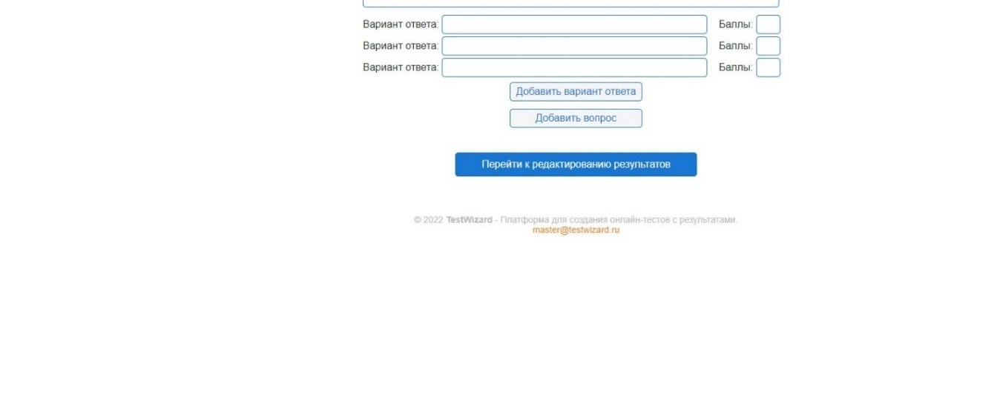 Вариант ответа: Баллы:
Вариант ответа: Баллы:
Вариант ответа: Баллы:
Добавить вариант ответа
Добавить вопрос
Перейти к редактированию результатов
© 2022 TestWizard - Платформа для создания онлайн-тестов с результатами.
master@testwizard.ru